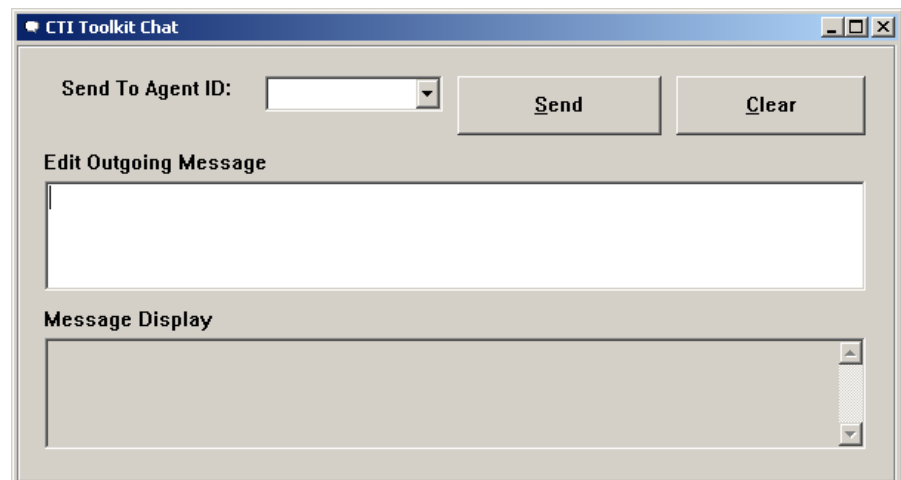 CTI Toolkit Chat
Send To Agent ID:
Send
Clear
Edit Outgoing Message
Message Display